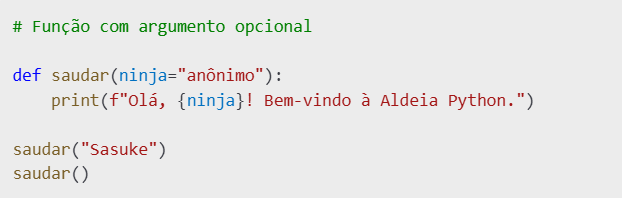 # Função com argumento opcional
def saudar(ninja="anônimo"):
    print(f"Olá, {ninja}! Bem-vindo à Aldeia Python.")
saudar("Sasuke")
saudar()